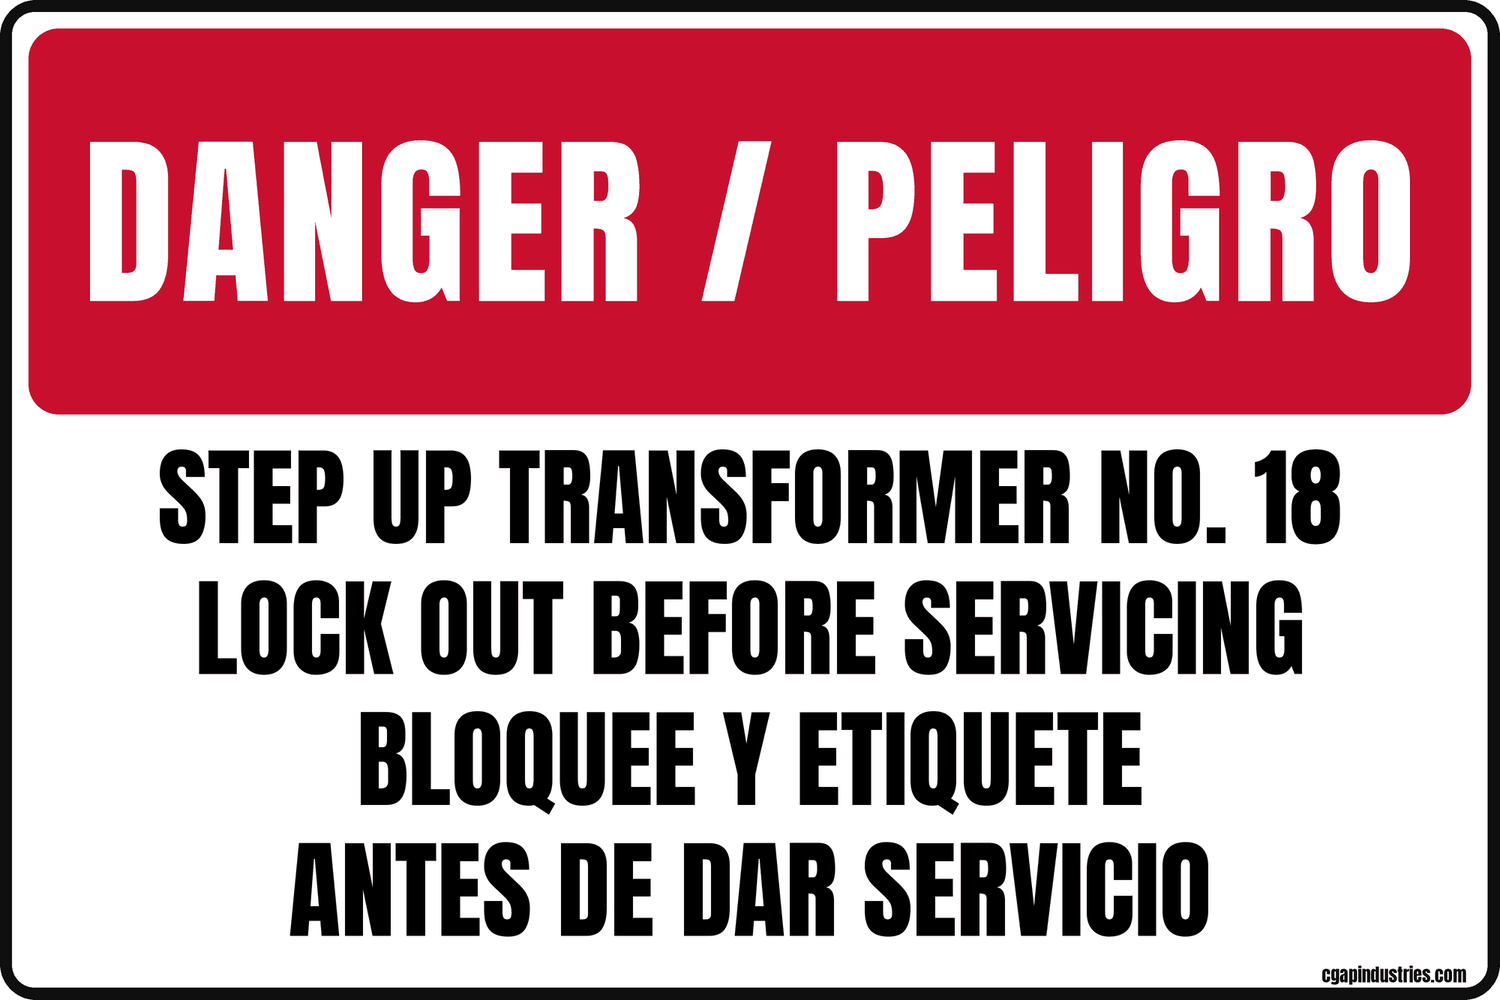 DANGER / PELIGRO
STEP UP TRANSFORMER NO. 18
LOCK OUT BEFORE SERVICING
BLOQUEE Y ETIQUETE
ANTES DE DAR SERVICIO
cgapindustries.com